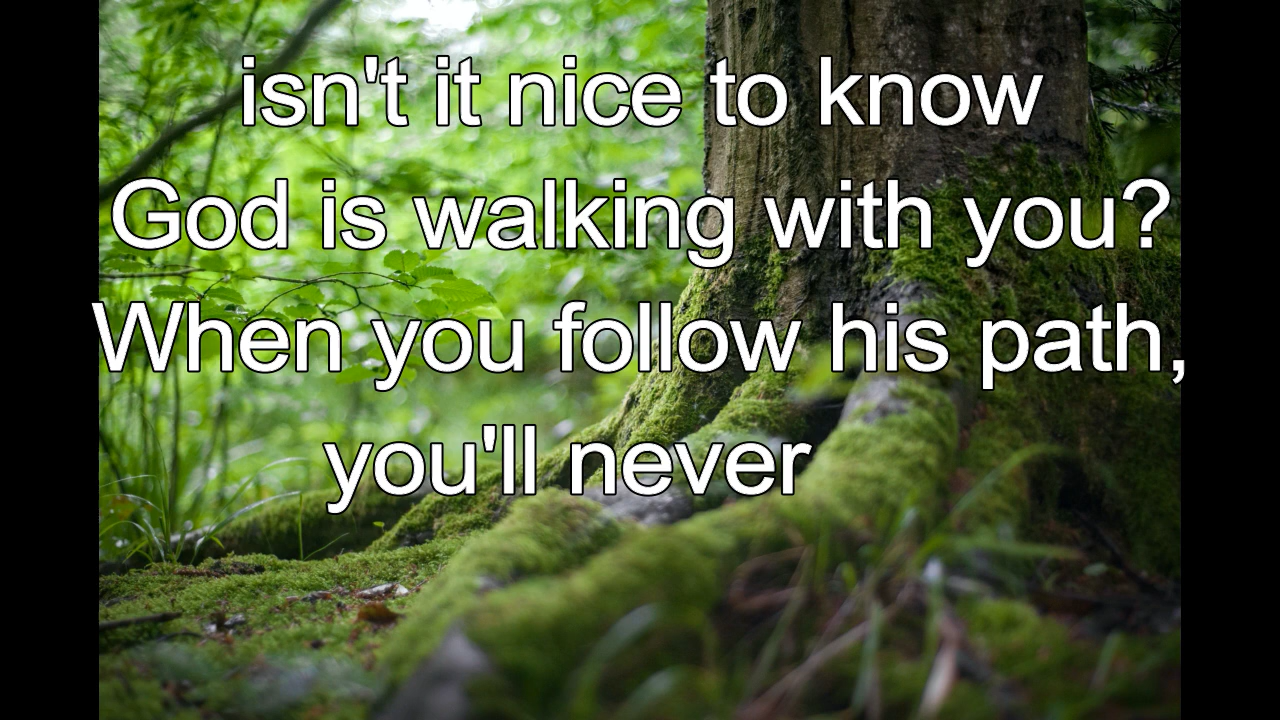 isn't it nice to know
God is walking with you?
When you follow his path,
you'll never